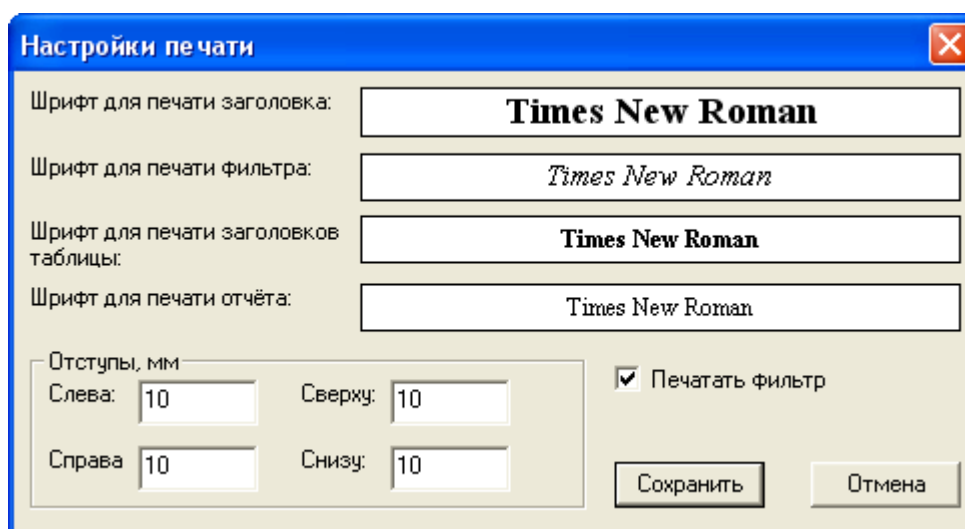 Настройки печати
Шрифт для печати заголовка:
Times New Roman
Шрифт для печати фильтра:
Times New Roman
Шрифт для печати заголовков
таблицы:
Times New Roman
Шрифт для печати отчёта:
Times New Roman
Отступы, мм
Слева: 10 Сверху: 10
Печатать фильтр
Справа 10 Снизу: 10
Сохранить Отмена